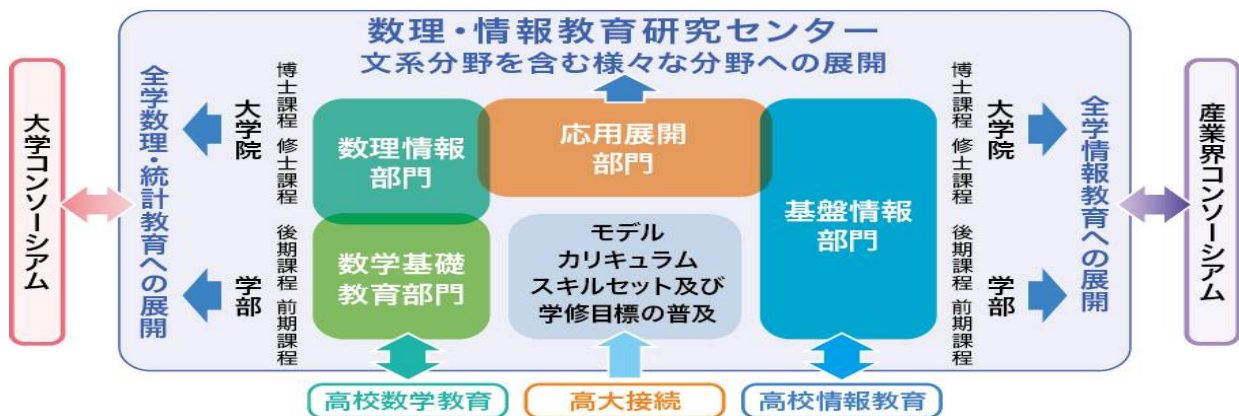 数理・情報教育研究センター
文系分野を含む様々な分野への展開
大学コンソーシアム
全学数理・統計教育への展開
大学院
博士課程 修士課程
学部
後期課程 前期課程
数理情報
部門
応用展開
部門
数学基礎
教育部門
モデル
カリキュラム
スキルセット及び
学修目標の普及
基盤情報
部門
博士課程 修士課程
大学院
後期課程 前期課程
学部
全学情報教育への展開
産業界コンソーシアム
高校数学教育
高大接続
高校情報教育